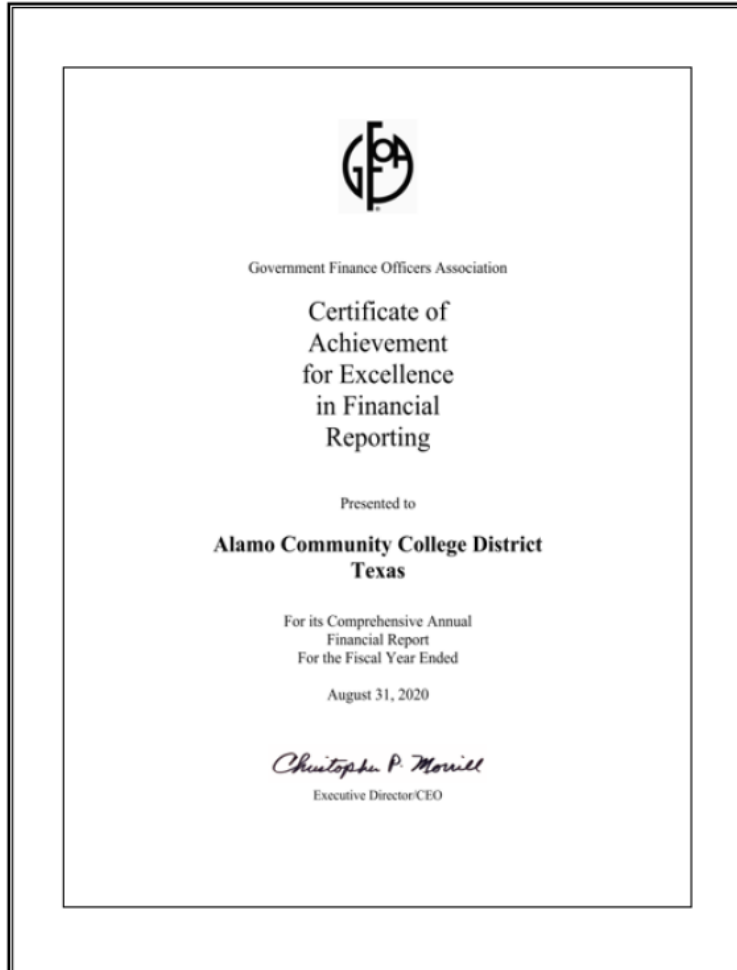 GFOA
Government Finance Officers Association
Certificate of
Achievement
for Excellence
in Financial
Reporting
Presented to
Alamo Community College District
Texas
For its Comprehensive Annual
Financial Report
For the Fiscal Year Ended
August 31, 2020
Christopher P. Morrill
Executive Director/CEO